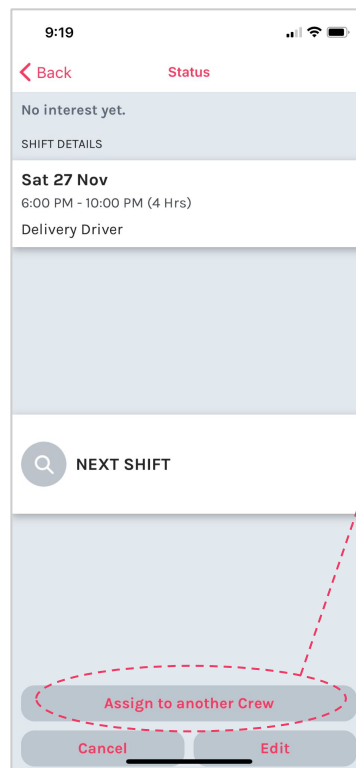 9:19
Back
Status
No interest yet.
SHIFT DETAILS
Sat 27 Nov
6:00 PM - 10:00 PM (4 Hrs)
Delivery Driver
NEXT SHIFT
Assign to another Crew
Cancel
Edit